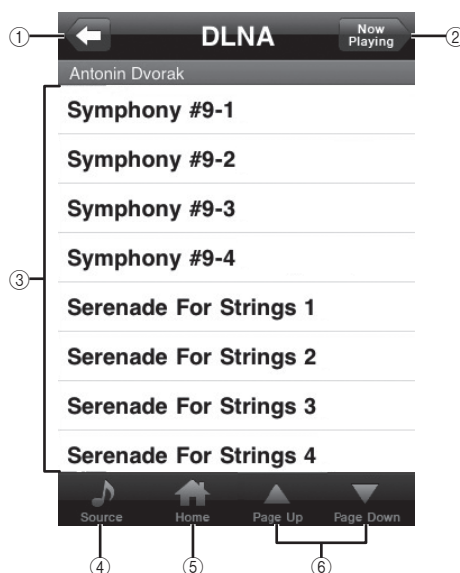 ① DLNA Now Playing ②
Antonin Dvorak
③
Symphony #9-1
Symphony #9-2
Symphony #9-3
Symphony #9-4
Serenade For Strings 1
Serenade For Strings 2
Serenade For Strings 3
Serenade For Strings 4
Source Home Page Up Page Down
④ ⑤ ⑥